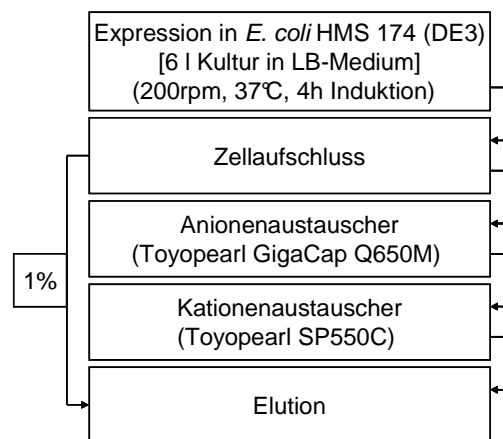 Expression in E. coli HMS 174 (DE3)
[6 l Kultur in LB-Medium]
(200rpm, 37℃, 4h Induktion)
Zellaufschluss
Anionenaustauscher
(Toyopearl GigaCap Q650M)
1%
Kationenaustauscher
(Toyopearl SP550C)
Elution